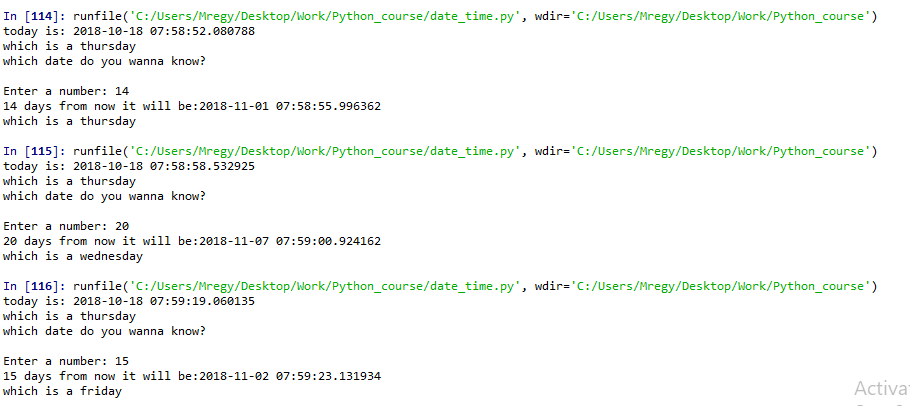 In [114]: runfile('C:/Users/Mregy/Desktop/Work/Python_course/date_time.py', wdir='C:/Users/Mregy/Desktop/Work/Python_course')
today is: 2018-10-18 07:58:52.080788
which is a thursday
which date do you wanna know?
Enter a number: 14
14 days from now it will be:2018-11-01 07:58:55.996362
which is a thursday
In [115]: runfile('C:/Users/Mregy/Desktop/Work/Python_course/date_time.py', wdir='C:/Users/Mregy/Desktop/Work/Python_course')
today is: 2018-10-18 07:58:58.532925
which is a thursday
which date do you wanna know?
Enter a number: 20
20 days from now it will be:2018-11-07 07:59:00.924162
which is a wednesday
In [116]: runfile('C:/Users/Mregy/Desktop/Work/Python_course/date_time.py', wdir='C:/Users/Mregy/Desktop/Work/Python_course')
today is: 2018-10-18 07:59:19.060135
which is a thursday
which date do you wanna know?
Enter a number: 15
15 days from now it will be:2018-11-02 07:59:23.131934
which is a friday
Activa